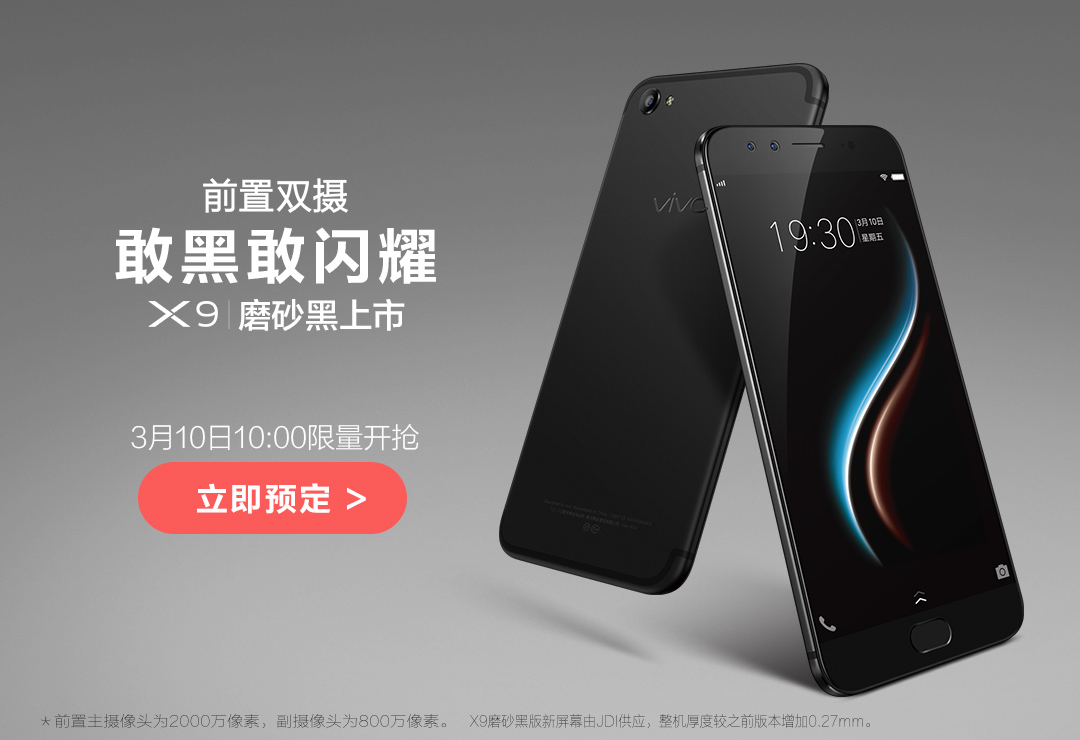 前置双摄
敢黑敢闪耀
X9 | 磨砂黑上市
3月10日10:00限量开抢
立即预定 >
vivo
19:30
3月10日
星期五
*前置主摄像头为2000万像素，副摄像头为800万像素。 X9磨砂黑版新屏幕由JDI供应，整机厚度较之前版本增加0.27mm。